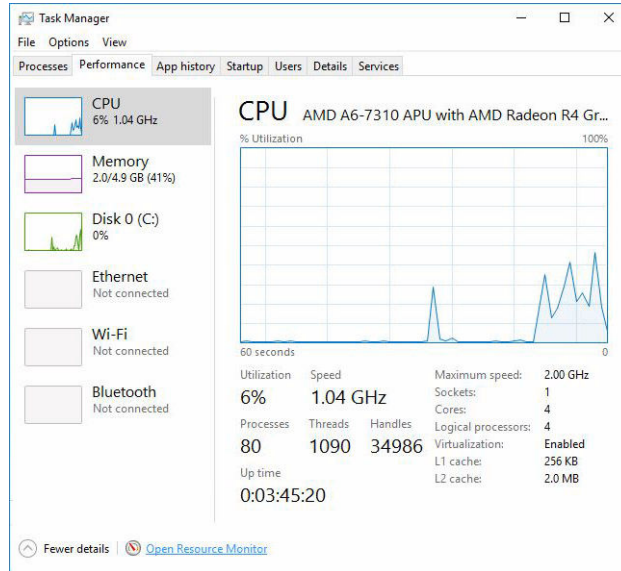 Task Manager
File Options View
Processes Performance App history Startup Users Details Services
CPU
6% 1.04 GHz
Memory
2.0/4.9 GB (41%)
Disk 0 (C:)
0%
Ethernet
Not connected
Wi-Fi
Not connected
Bluetooth
Not connected
CPU AMD A6-7310 APU with AMD Radeon R4 Gr...
% Utilization 100%
60 seconds 0
Utilization Speed
6% 1.04 GHz
Processes Threads Handles
80 1090 34986
Up time
0:03:45:20
Maximum speed: 2.00 GHz
Sockets: 1
Cores: 4
Logical processors: 4
Virtualization: Enabled
L1 cache: 256 KB
L2 cache: 2.0 MB
Fewer details Open Resource Monitor